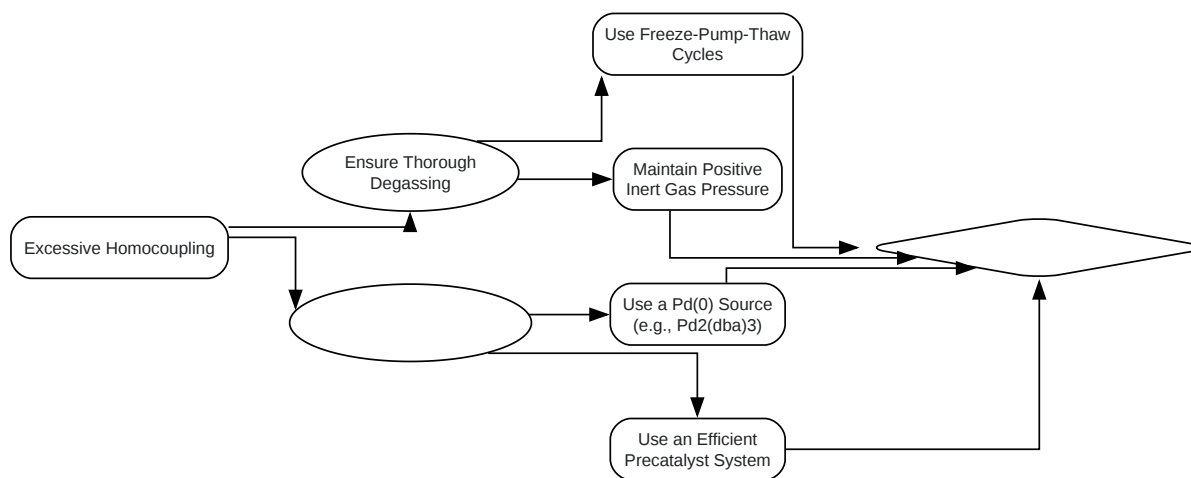 Use Freeze-Pump-Thaw
Cycles
Ensure Thorough
Degassing
Maintain Positive
Inert Gas Pressure
Excessive Homocoupling
Use a Pd(0) Source
(e.g., Pd2(dba)3)
Use an Efficient
Precatalyst System